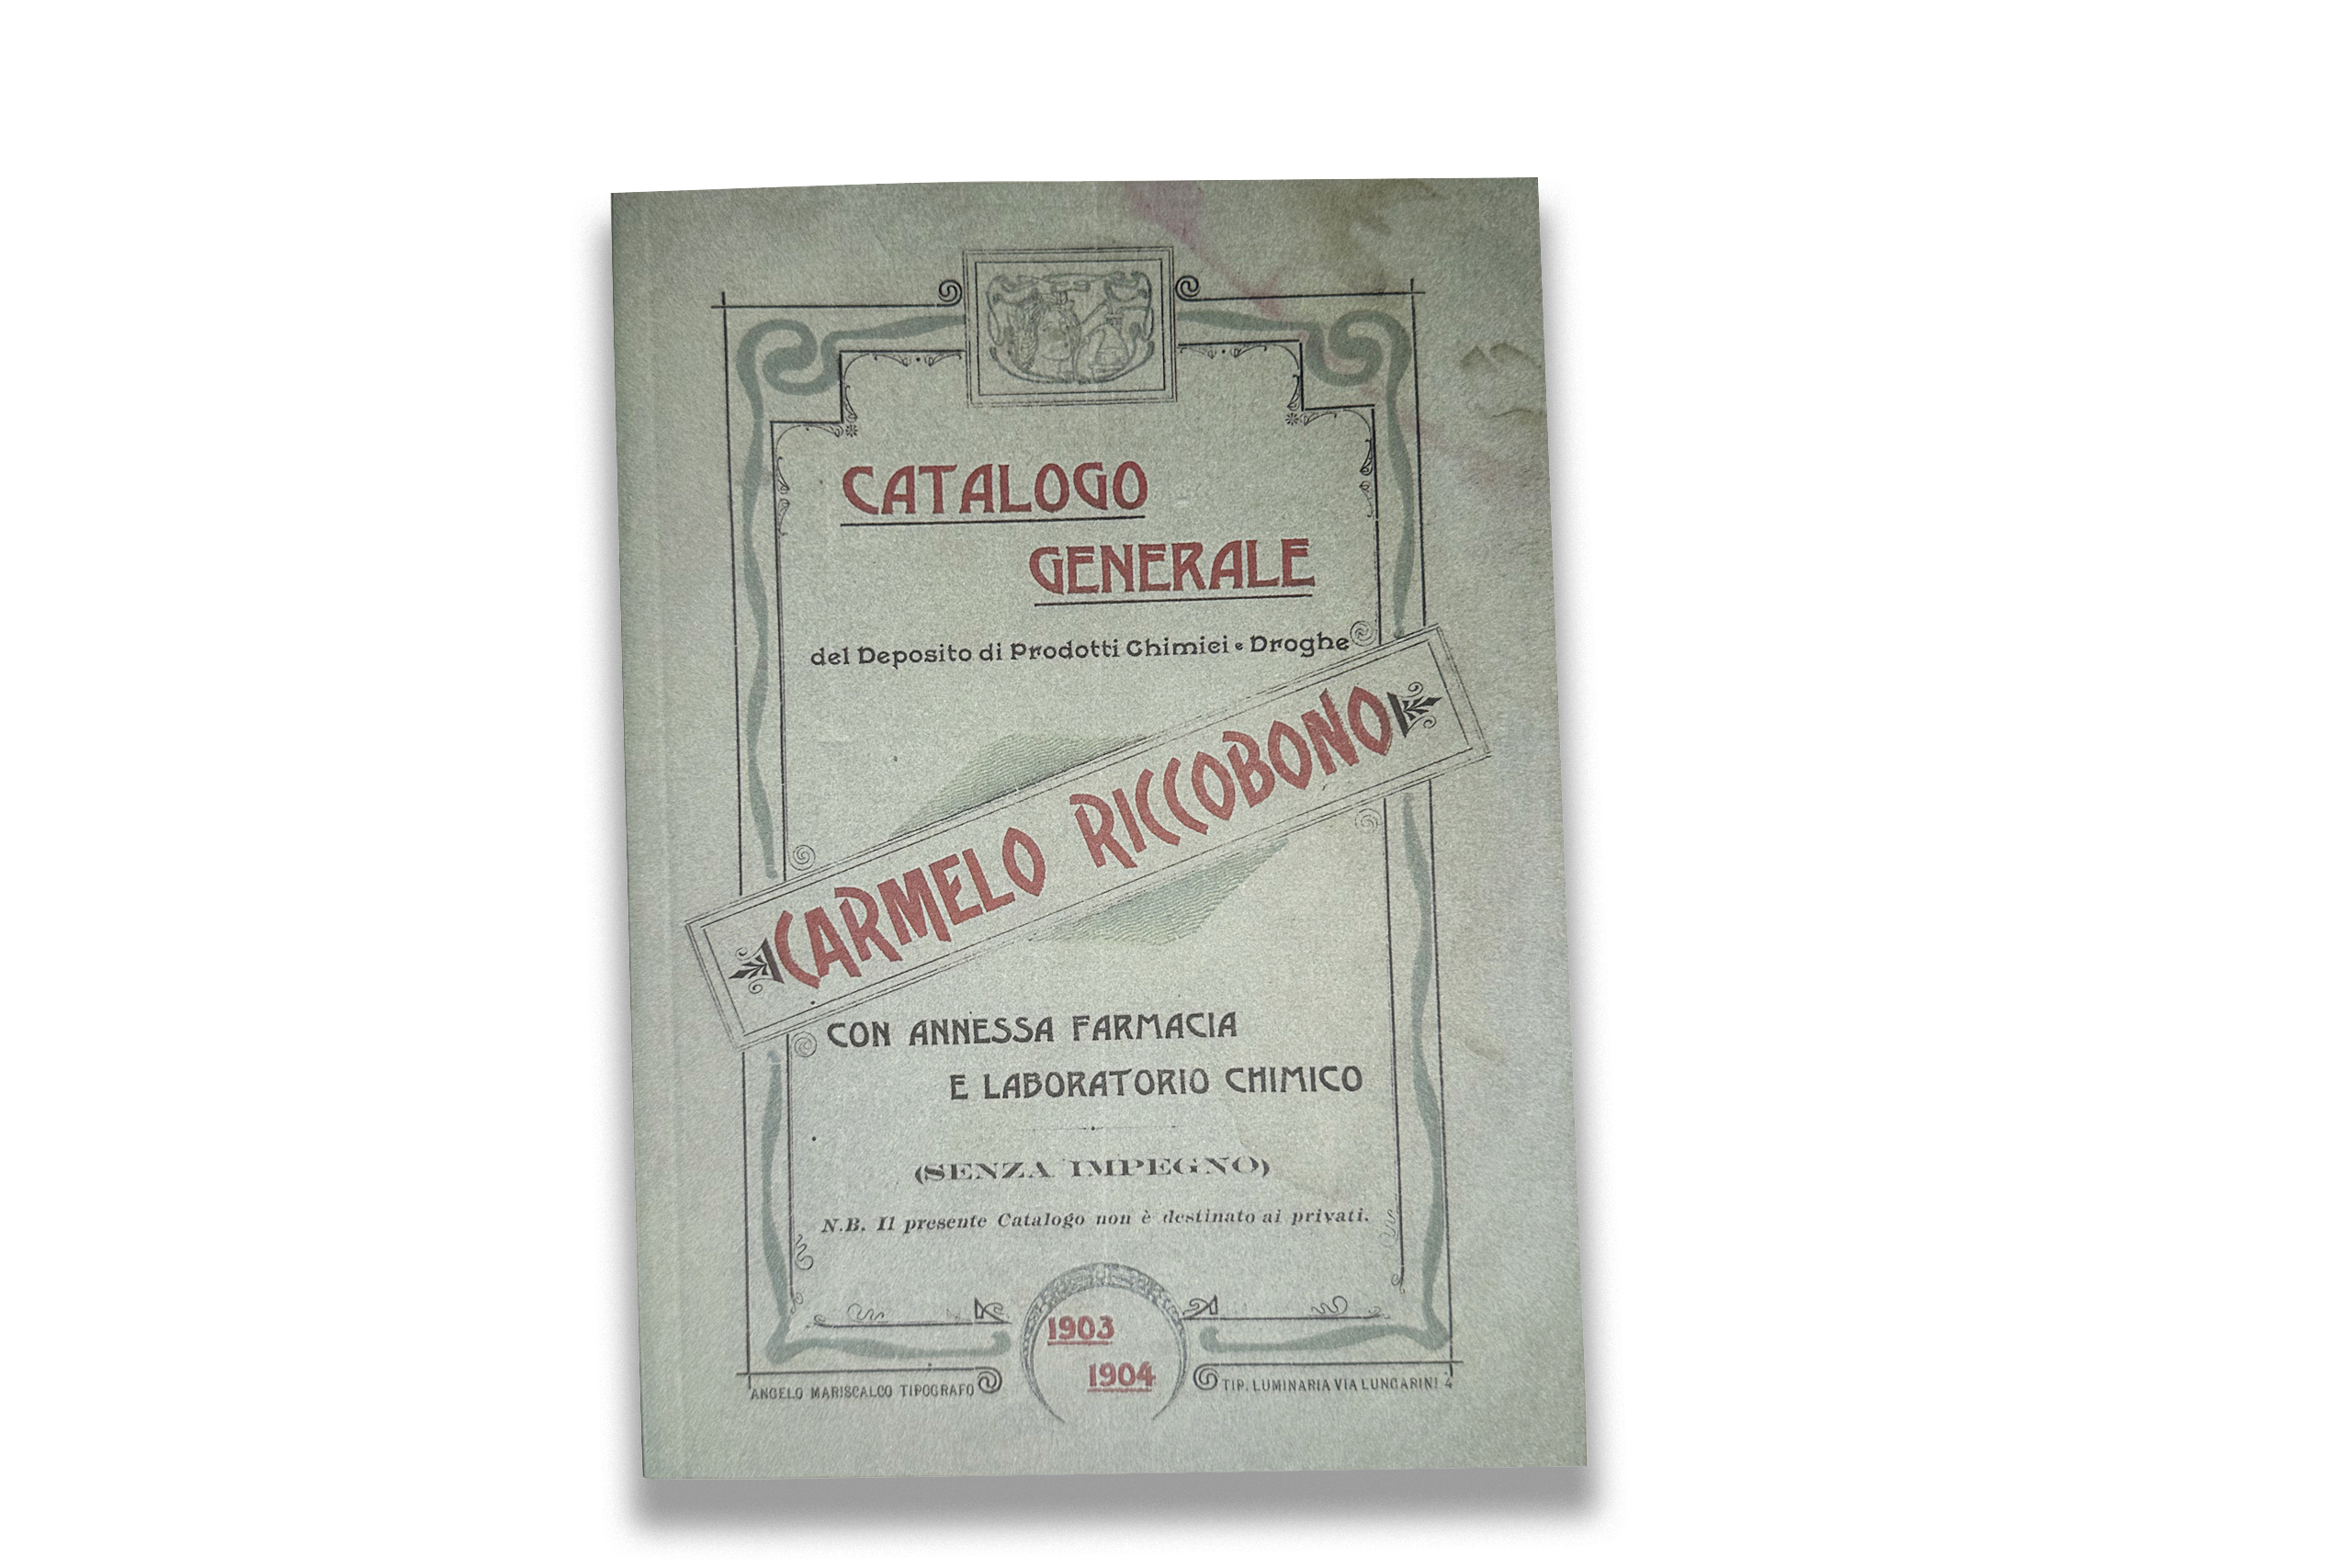 CATALOGO
GENERALE
del Deposito di Prodotti Chimici e Droghe
CARMELO RICCOBONO
CON ANNESSA FARMACIA
E LABORATORIO CHIMICO
(SENZA IMPEGNO)
N.B. Il presente Catalogo non è destinato ai privati.
1903
1904
ANGELO MARISCALCO TIPOGRAFO
TIP. LUMINARIA VIA LUNGARINI 4